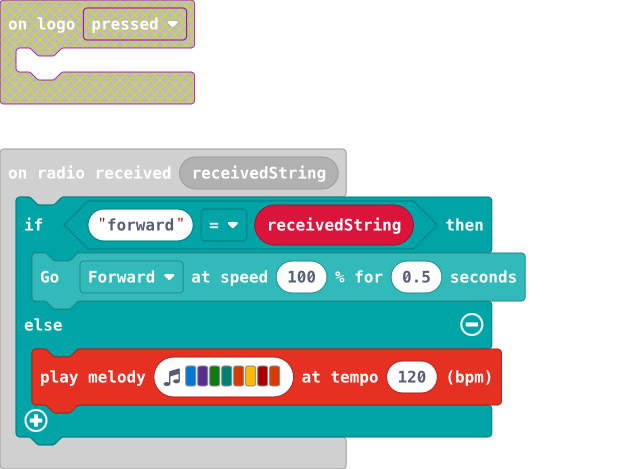 on logo pressed
on radio received receivedString
if "forward" = receivedString then
Go Forward at speed 100 % for 0.5 seconds
else
play melody at tempo 120 (bpm)